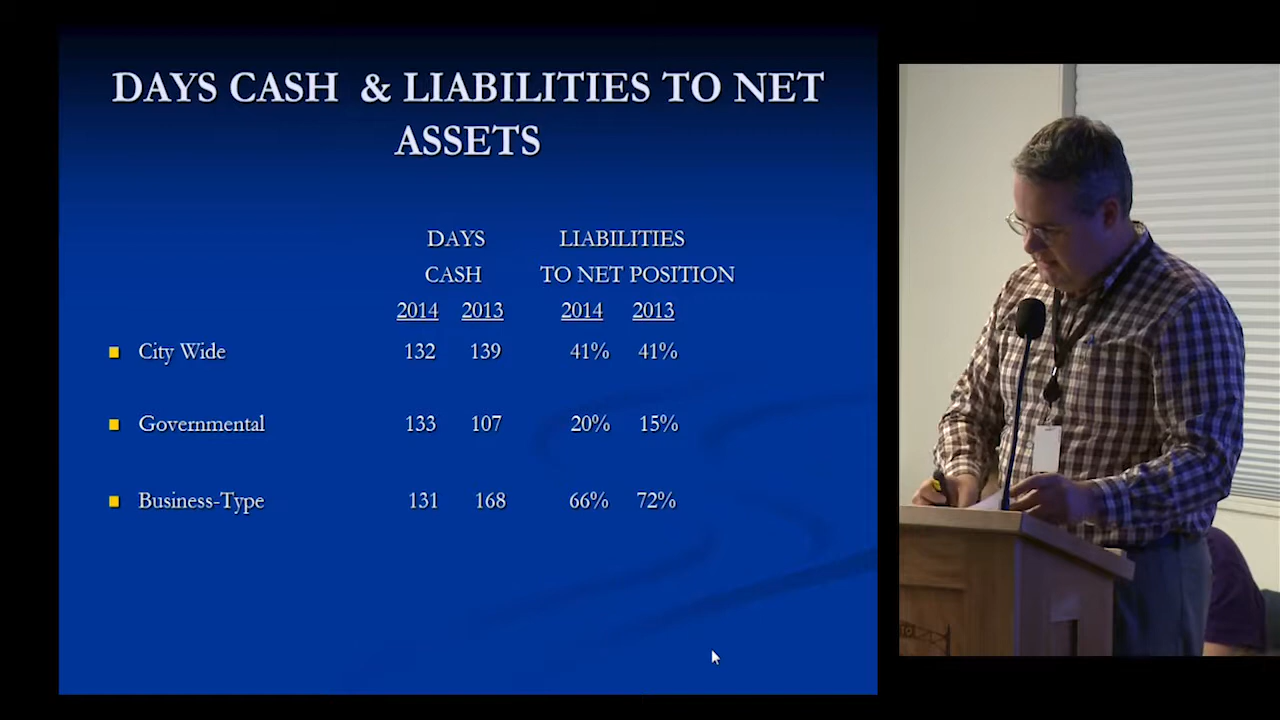 DAYS CASH & LIABILITIES TO NET
ASSETS
DAYS LIABILITIES
CASH TO NET POSITION
2014 2013 2014 2013
City Wide 132 139 41% 41%
Governmental 133 107 20% 15%
Business-Type 131 168 66% 72%